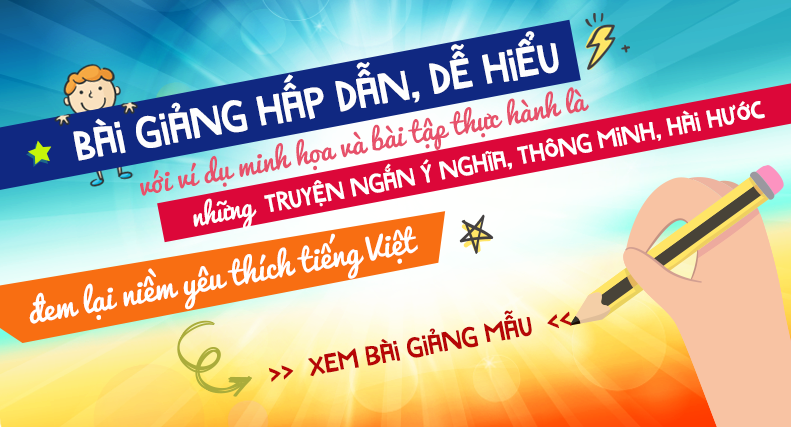 BÀI GIẢNG HẤP DẪN, DỄ HIỂU
với ví dụ minh họa và bài tập thực hành là
những TRUYỆN NGẮN Ý NGHĨA, THÔNG MINH, HÀI HƯỚC
đem lại niềm yêu thích tiếng Việt
>> XEM BÀI GIẢNG MẪU <<